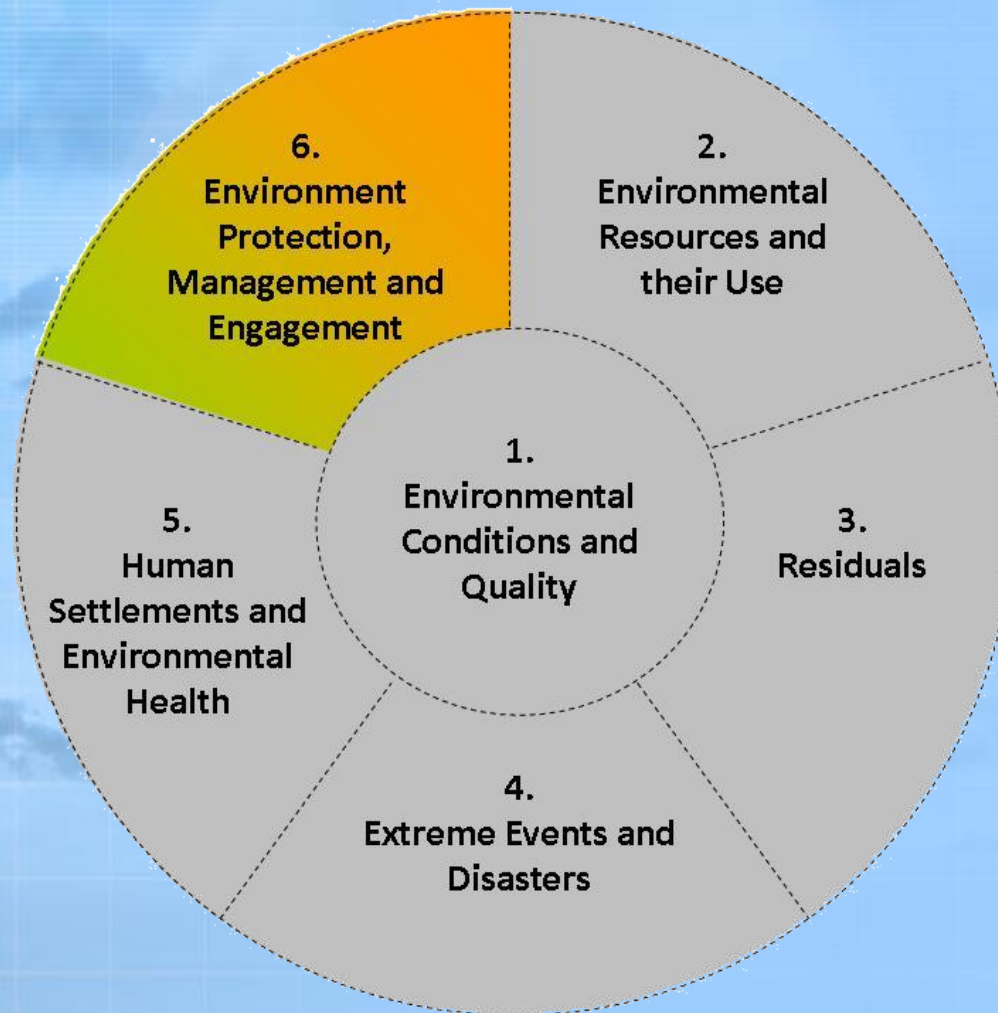 1.
Environmental
Conditions and
Quality
2.
Environmental
Resources and
their Use
3.
Residuals
4.
Extreme Events and
Disasters
5.
Human
Settlements and
Environmental
Health
6.
Environment
Protection,
Management and
Engagement